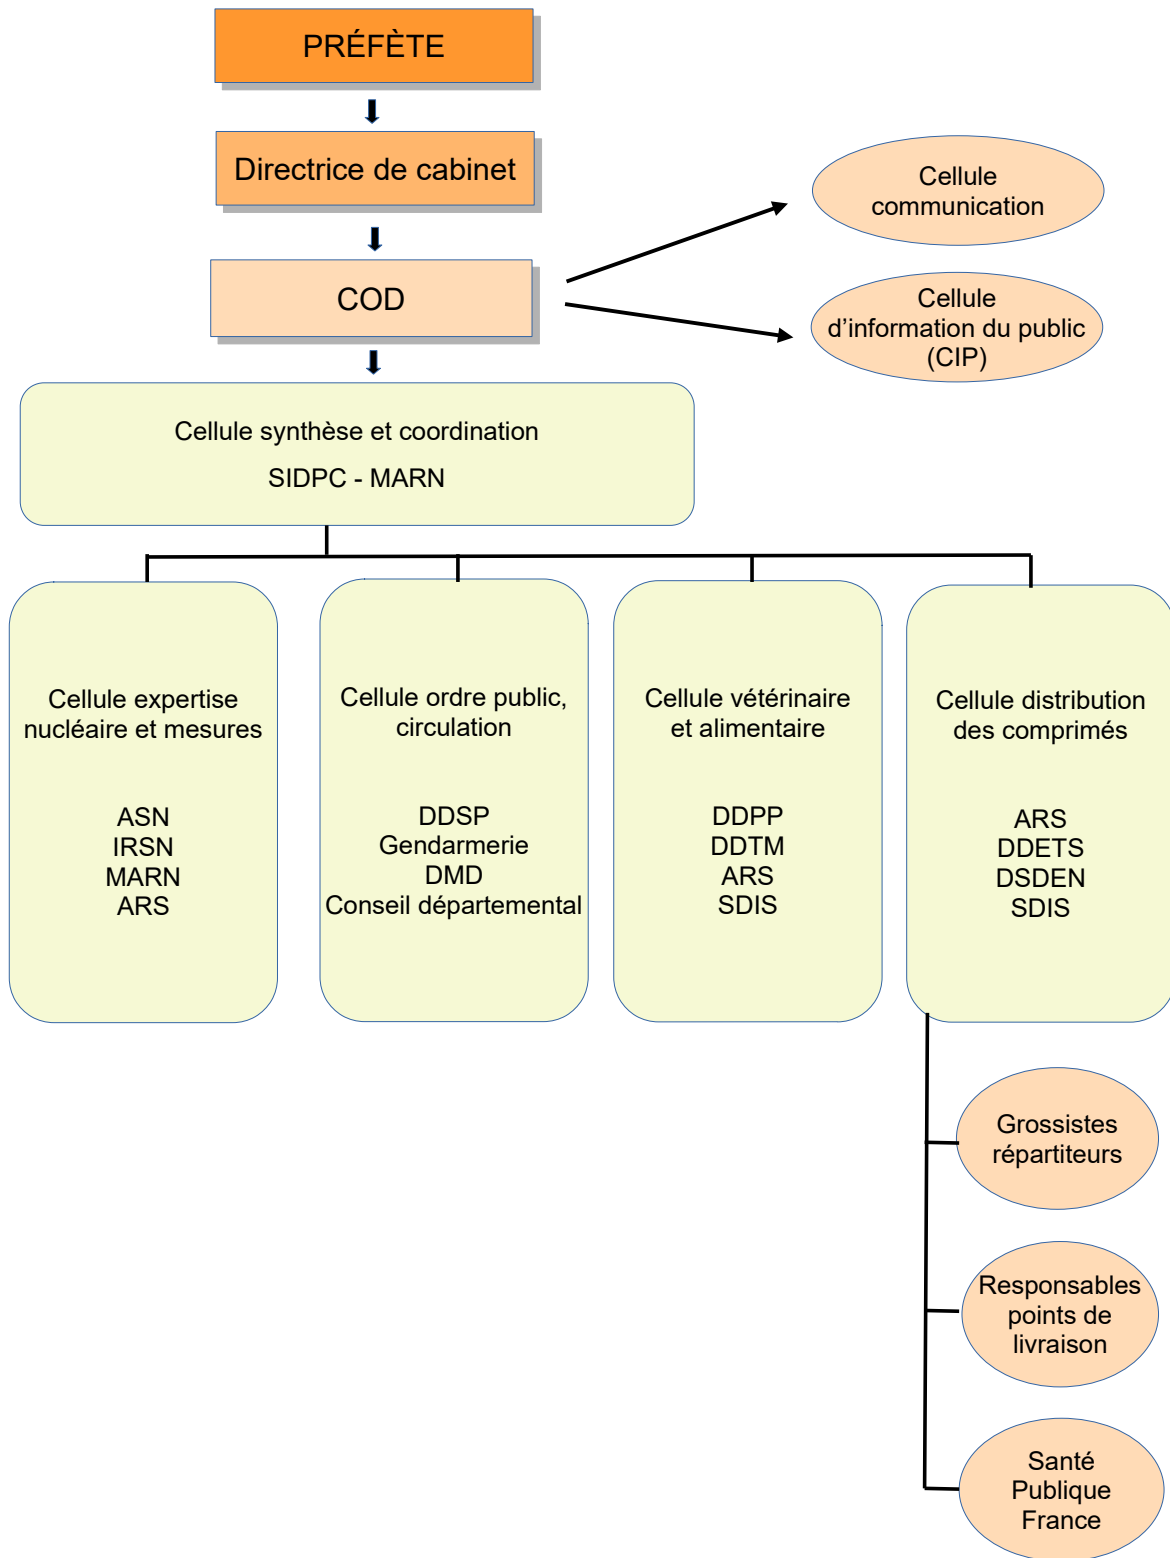 PRÉFÈTE
Directrice de cabinet
COD
Cellule
communication
Cellule
d’information du public
(CIP)
Cellule synthèse et coordination
SIDPC - MARN
Cellule expertise
nucléaire et mesures
ASN
IRSN
MARN
ARS
Cellule ordre public,
circulation
DDSP
Gendarmerie
DMD
Conseil départemental
Cellule vétérinaire
et alimentaire
DDPP
DDTM
ARS
SDIS
Cellule distribution
des comprimés
ARS
DDETS
DSDEN
SDIS
Grossistes
répartiteurs
Responsables
points de
livraison
Santé
Publique
France